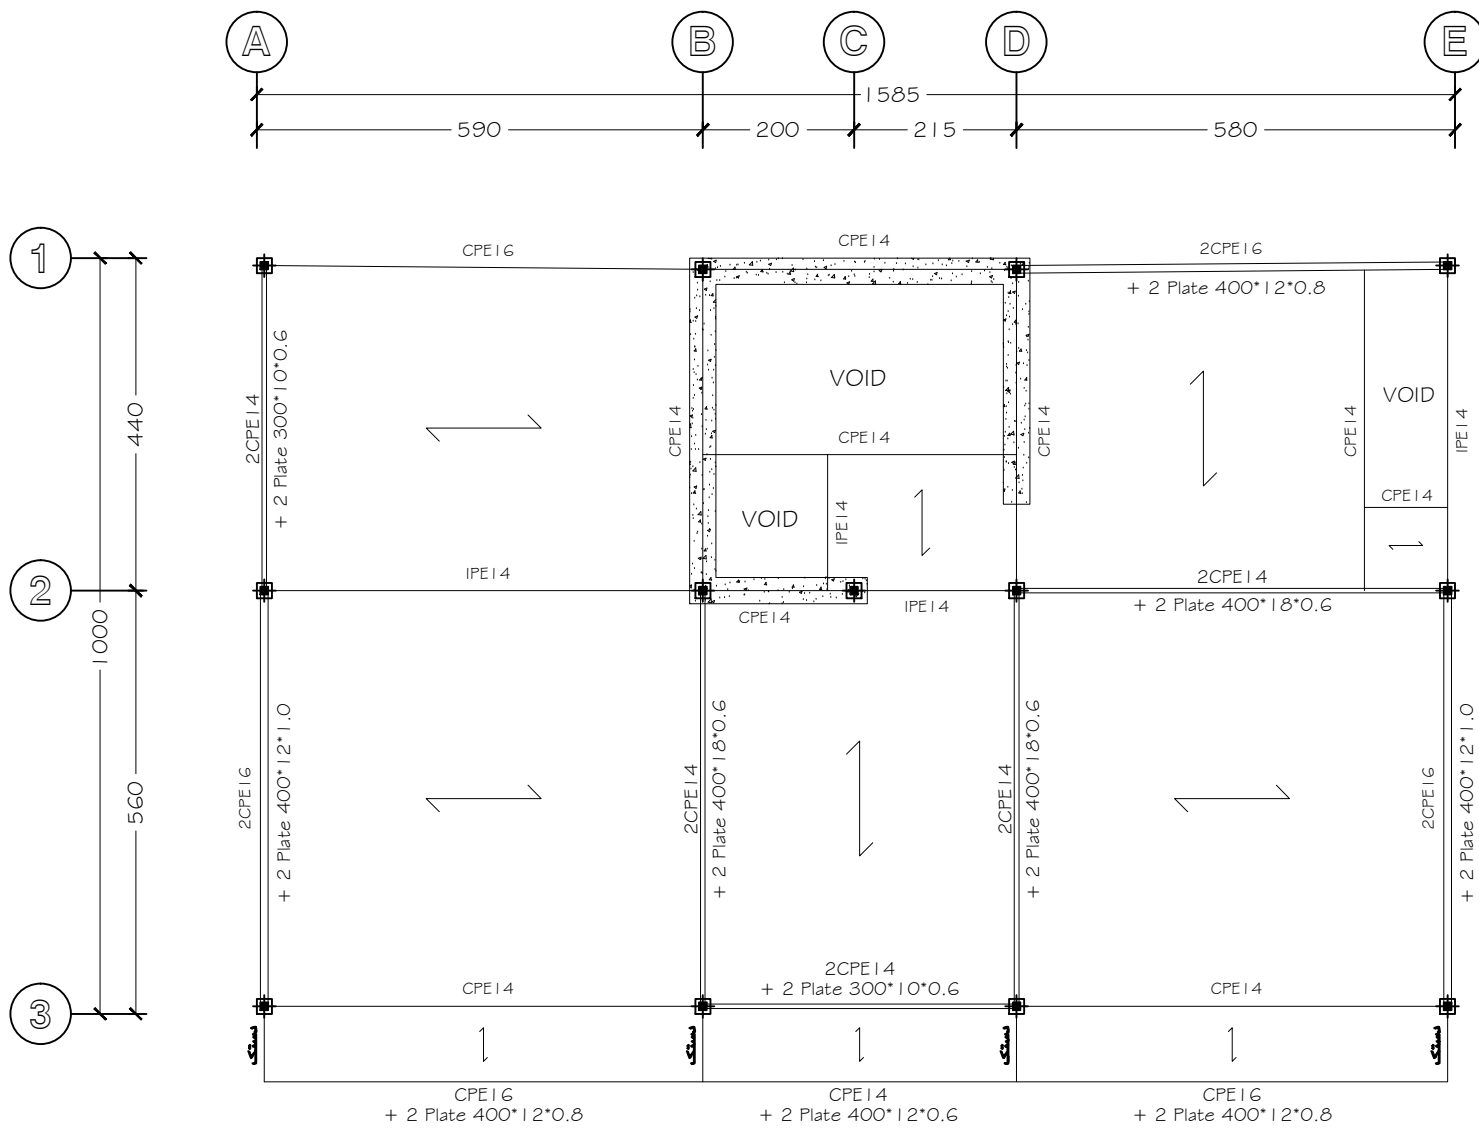 A B C D E
1585
590 200 215 580
1 2 3
1000
440
560
CPE16
CPE14
2CPE16
+ 2 Plate 400*12*0.8
2CPE14
+ 2 Plate 300*10*0.6
CPE14
VOID
CPE14
CPE14
CPE14
VOID
IPE14
VOID
IPE14
CPE14
IPE14
CPE14
IPE14
2CPE14
+ 2 Plate 400*18*0.6
2CPE16
+ 2 Plate 400*12*1.0
2CPE14
+ 2 Plate 400*18*0.6
2CPE14
+ 2 Plate 400*18*0.6
2CPE16
+ 2 Plate 400*12*1.0
CPE14
2CPE14
+ 2 Plate 300*10*0.6
CPE14
دستک
دستک
دستک
دستک
CPE16
+ 2 Plate 400*12*0.8
CPE14
+ 2 Plate 400*12*0.6
CPE16
+ 2 Plate 400*12*0.8